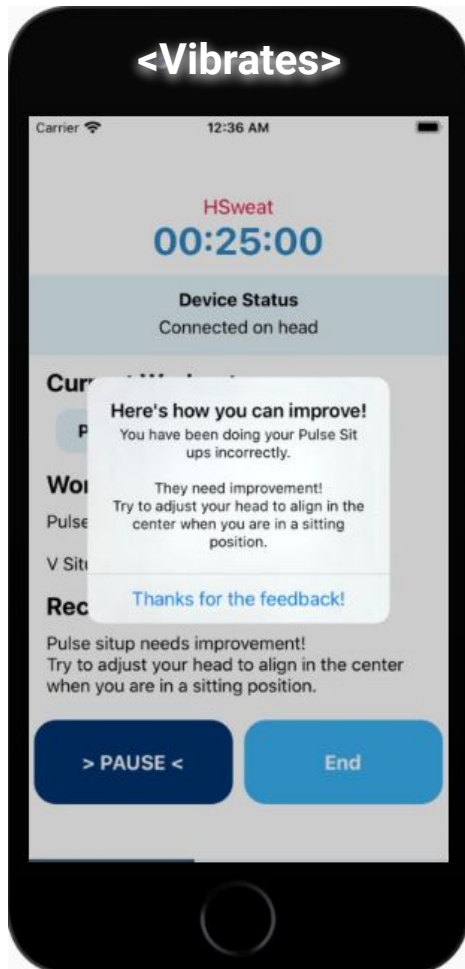 <Vibrates>
Carrier 12:36 AM
HSweat
00:25:00
Device Status
Connected on head
Here's how you can improve!
You have been doing your Pulse Sit
ups incorrectly.
They need improvement!
Try to adjust your head to align in the
center when you are in a sitting
position.
Thanks for the feedback!
Pulse
V
Pulse situp needs improvement!
Try to adjust your head to align in the center
when you are in a sitting position.
> PAUSE <
End